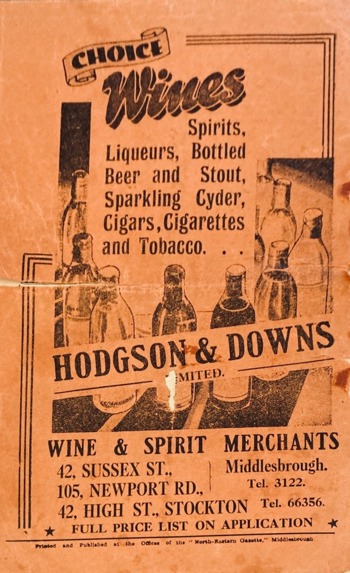 CHOICE
Wines
Spirits,
Liqueurs, Bottled
Beer and Stout,
Sparkling Cyder,
Cigars, Cigarettes
and Tobacco. . .
HODGSON & DOWNS
MITED.
WINE & SPIRIT MERCHANTS
42, SUSSEX ST., Middlesbrough.
105, NEWPORT RD., Tel. 3122.
42, HIGH ST., STOCKTON Tel. 66356.
★ FULL PRICE LIST ON APPLICATION ★
Printed and Published at the Offices of the "North-Eastern Gazette," Middlesbrough